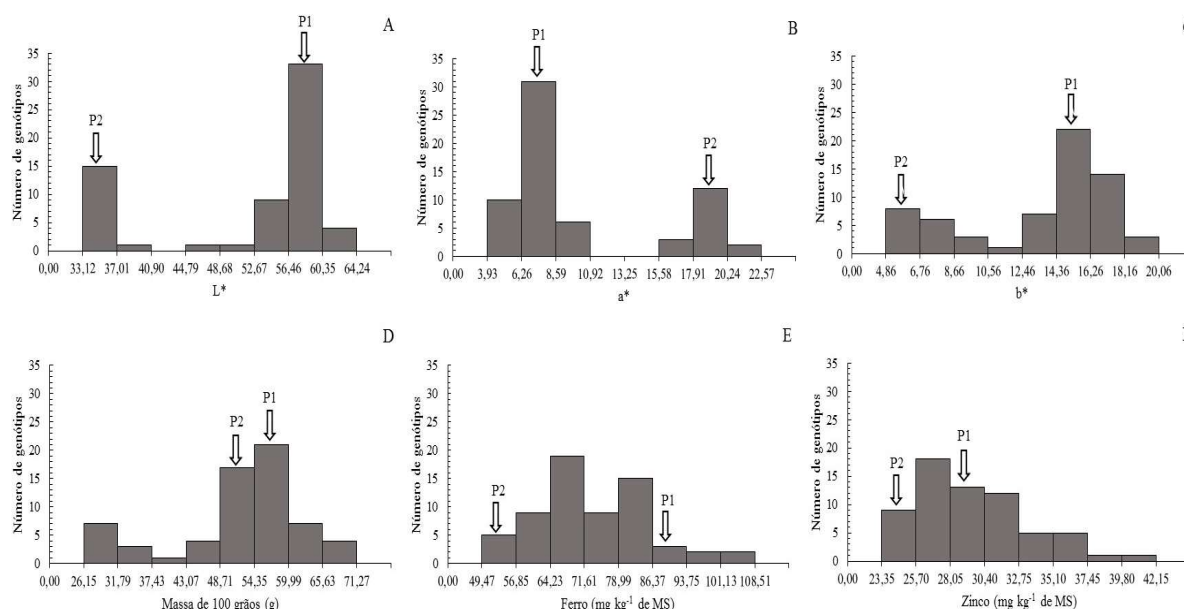 A
Número de genótipos
35
30
25
20
15
10
5
0
P2
P1
0,00 33,12 37,01 40,90 44,79 48,68 52,67 56,46 60,35 64,24
L*
B
Número de genótipos
35
30
25
20
15
10
5
0
P1
P2
0,00 3,93 6,26 8,59 10,92 13,25 15,58 17,91 20,24 22,57
a*
Número de genótipos
35
30
25
20
15
10
5
0
P2
P1
0,00 4,86 6,76 8,66 10,56 12,46 14,36 16,26 18,16 20,06
b*
D
Número de genótipos
35
30
25
20
15
10
5
0
P2
P1
0,00 26,15 31,79 37,43 43,07 48,71 54,35 59,99 65,63 71,27
Massa de 100 grãos (g)
E
Número de genótipos
35
30
25
20
15
10
5
0
P2
P1
0,00 49,47 56,85 64,23 71,61 78,99 86,37 93,75 101,13 108,51
Ferro (mg kg⁻¹ de MS)
Número de genótipos
35
30
25
20
15
10
5
0
P2
P1
0,00 23,35 25,70 28,05 30,40 32,75 35,10 37,45 39,80 42,15
Zinco (mg kg⁻¹ de MS)